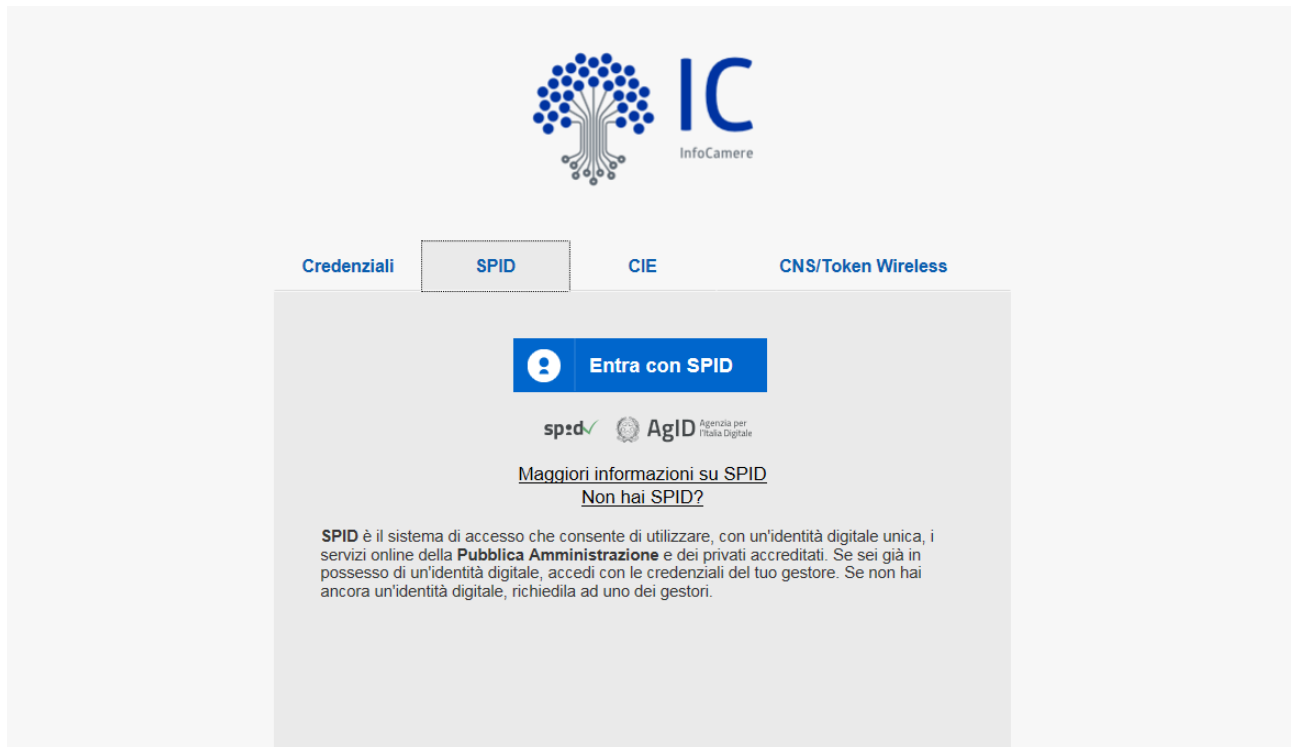 IC
InfoCamere
Credenziali SPID CIE CNS/Token Wireless
Entra con SPID
spid AgID Agenzia per
l'Italia Digitale
Maggiori informazioni su SPID
Non hai SPID?
SPID è il sistema di accesso che consente di utilizzare, con un'identità digitale unica, i
servizi online della Pubblica Amministrazione e dei privati accreditati. Se sei già in
possesso di un'identità digitale, accedi con le credenziali del tuo gestore. Se non hai
ancora un'identità digitale, richiedila ad uno dei gestori.